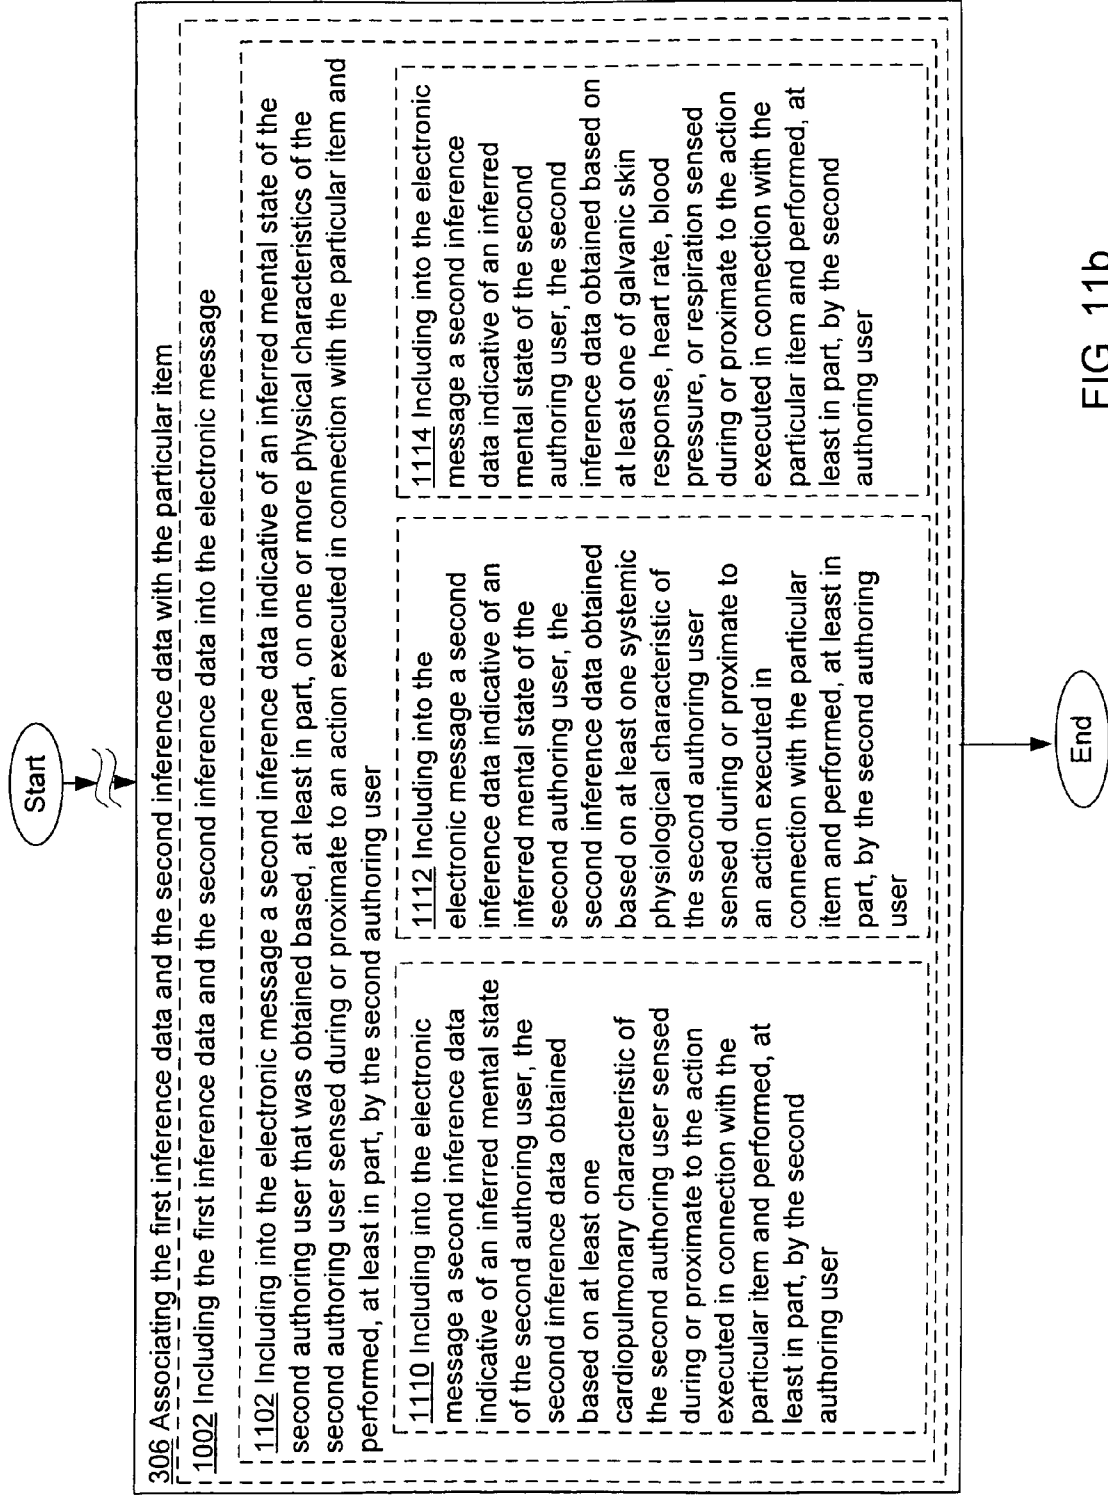 Start
306 Associating the first inference data and the second inference data with the particular item
1002 Including the first inference data and the second inference data into the electronic message
1102 Including into the electronic message a second inference data indicative of an inferred mental state of the
second authoring user that was obtained based, at least in part, on one or more physical characteristics of the
second authoring user sensed during or proximate to an action executed in connection with the particular item and
performed, at least in part, by the second authoring user
1110 Including into the electronic
message a second inference data
indicative of an inferred mental state
of the second authoring user, the
second inference data obtained
based on at least one
cardiopulmonary characteristic of
the second authoring user sensed
during or proximate to the action
executed in connection with the
particular item and performed, at
least in part, by the second
authoring user
1112 Including into the
electronic message a second
inference data indicative of an
inferred mental state of the
second authoring user, the
second inference data obtained
based on at least one systemic
physiological characteristic of
the second authoring user
sensed during or proximate to
an action executed in
connection with the particular
item and performed, at least in
part, by the second authoring
user
1114 Including into the electronic
message a second inference
data indicative of an inferred
mental state of the second
authoring user, the second
inference data obtained based on
at least one of galvanic skin
response, heart rate, blood
pressure, or respiration sensed
during or proximate to the action
executed in connection with the
particular item and performed, at
least in part, by the second
authoring user
End
FIG. 11b